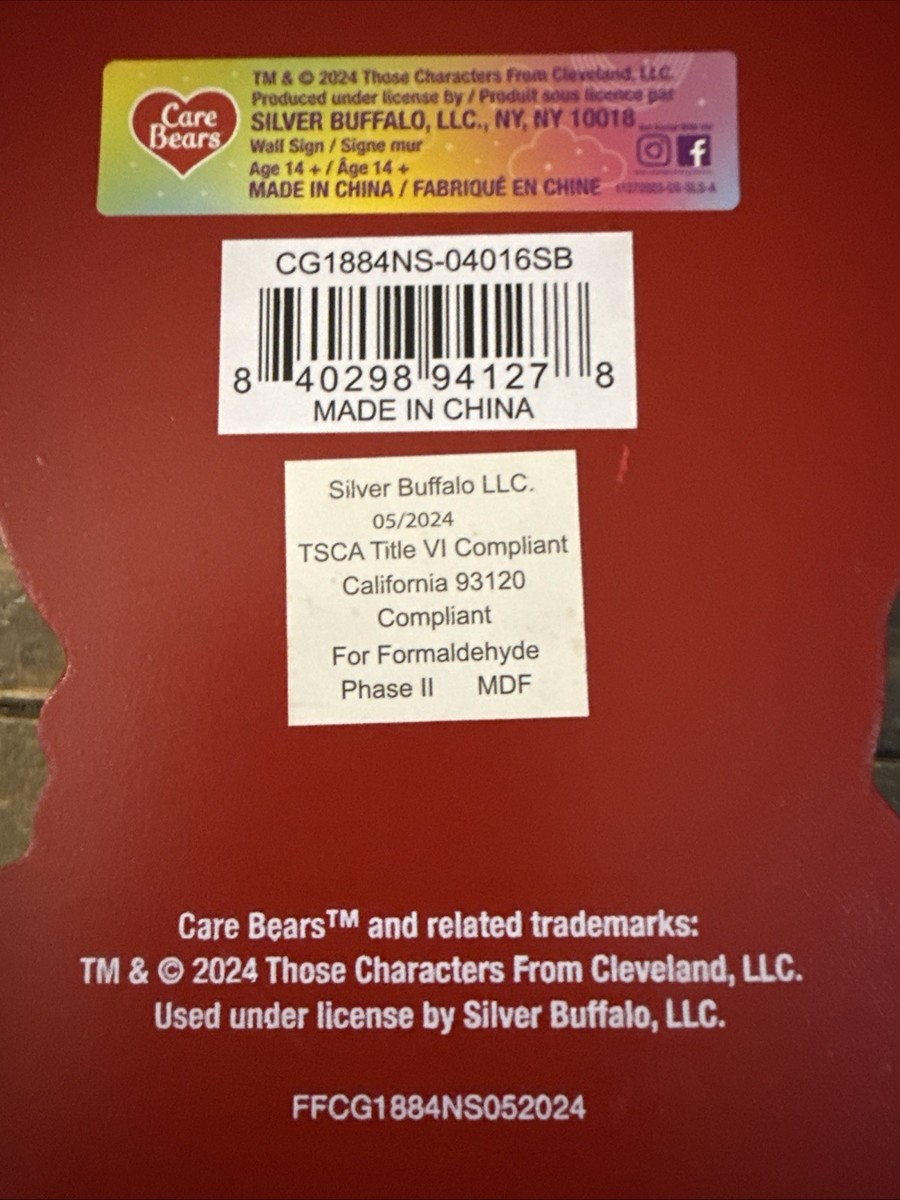 Care
Bears
TM & © 2024 Those Characters From Cleveland, LLC.
Produced under license by / Produit sous licence par
SILVER BUFFALO, LLC., NY, NY 10018
Wall Sign / Signe mur
Age 14 + / Âge 14 +
MADE IN CHINA / FABRIQUÉ EN CHINE
CG1884NS-04016SB
8 40298 94127 8
MADE IN CHINA
Silver Buffalo LLC.
05/2024
TSCA Title VI Compliant
California 93120
Compliant
For Formaldehyde
Phase II MDF
Care Bears™ and related trademarks:
TM & © 2024 Those Characters From Cleveland, LLC.
Used under license by Silver Buffalo, LLC.
FFCG1884NS052024